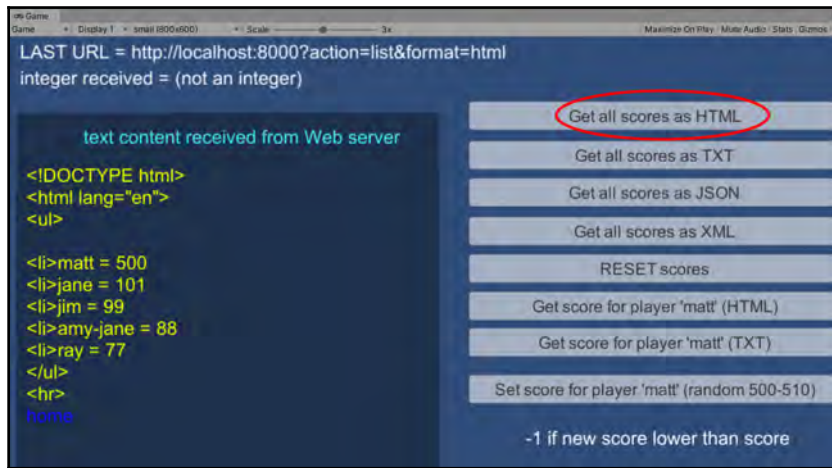 Game
Game Display 1 small (800x600) Scale 3x Maximize On Play Mute Audio Stats Gizmos
LAST URL = http://localhost:8000?action=list&format=html
integer received = (not an integer)
text content received from Web server
<!DOCTYPE html>
<html lang="en">
<ul>
<li>matt = 500
<li>jane = 101
<li>jim = 99
<li>amy-jane = 88
<li>ray = 77
</ul>
<hr>
home
Get all scores as HTML
Get all scores as TXT
Get all scores as JSON
Get all scores as XML
RESET scores
Get score for player 'matt' (HTML)
Get score for player 'matt' (TXT)
Set score for player 'matt' (random 500-510)
-1 if new score lower than score